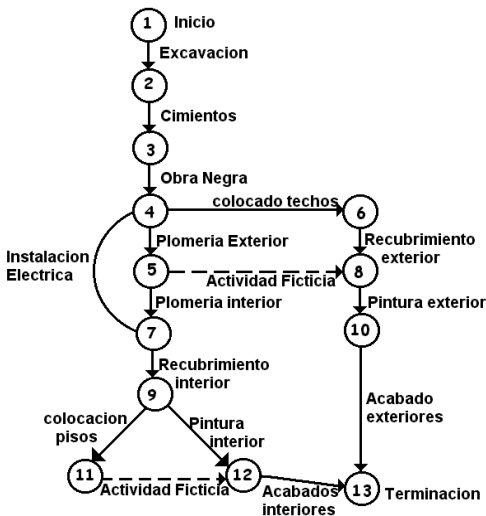 1 Inicio
Excavacion
2
Cimientos
3
Obra Negra
4 colocado techos 6
Plomeria Exterior
Recubrimiento
exterior
Instalacion
Electrica
5 Actividad Ficticia 8
Plomeria interior
Pintura exterior
7 10
Recubrimiento
interior
9
colocacion
pisos
Pintura
interior
Acabado
exteriores
11 Actividad Ficticia 12 Acabados
interiores
13 Terminacion